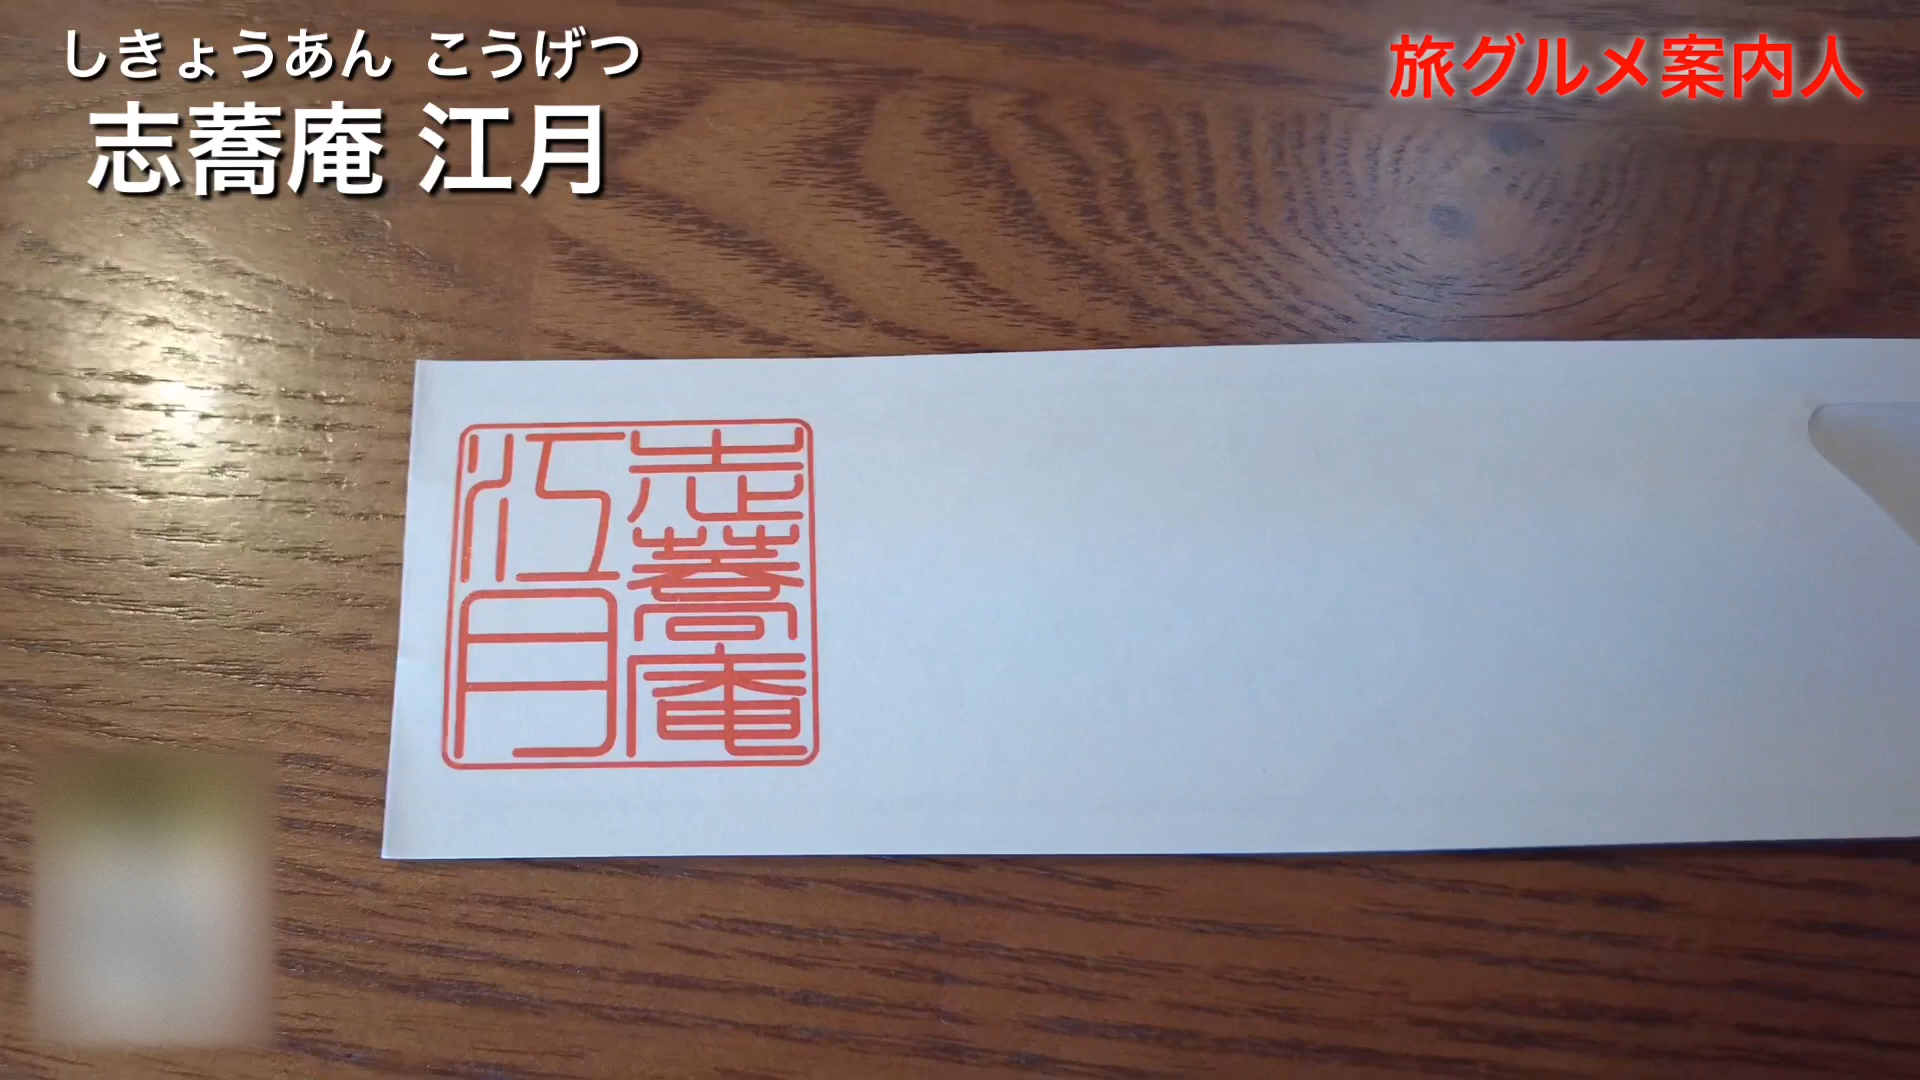 しきょうあん こうげつ
志蕎庵 江月
旅グルメ案内人
志蕎庵
江月